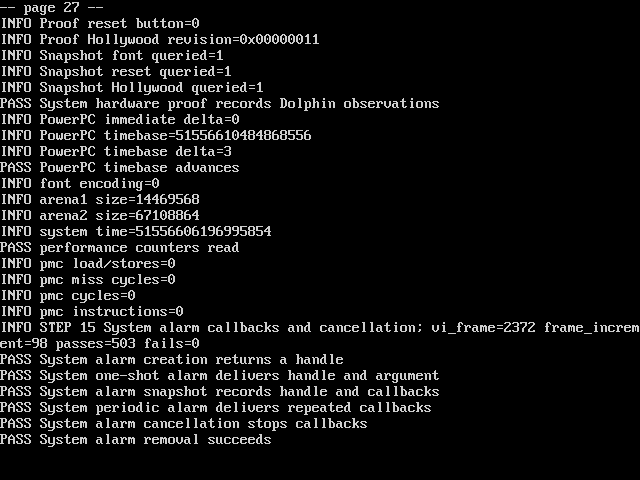 -- page 27 --
INFO Proof reset button=0
INFO Proof Hollywood revision=0x00000011
INFO Snapshot font queried=1
INFO Snapshot reset queried=1
INFO Snapshot Hollywood queried=1
PASS System hardware proof records Dolphin observations
INFO PowerPC immediate delta=0
INFO PowerPC timebase=51556610484868556
INFO PowerPC timebase delta=3
PASS PowerPC timebase advances
INFO font encoding=0
INFO arena1 size=14469568
INFO arena2 size=67108864
INFO system time=51556606196995854
PASS performance counters read
INFO pmc load/stores=0
INFO pmc miss cycles=0
INFO pmc cycles=0
INFO pmc instructions=0
INFO STEP 15 System alarm callbacks and cancellation; vi_frame=2372 frame_increm
ent=98 passes=503 fails=0
PASS System alarm creation returns a handle
PASS System one-shot alarm delivers handle and argument
PASS System alarm snapshot records handle and callbacks
PASS System periodic alarm delivers repeated callbacks
PASS System alarm cancellation stops callbacks
PASS System alarm removal succeeds